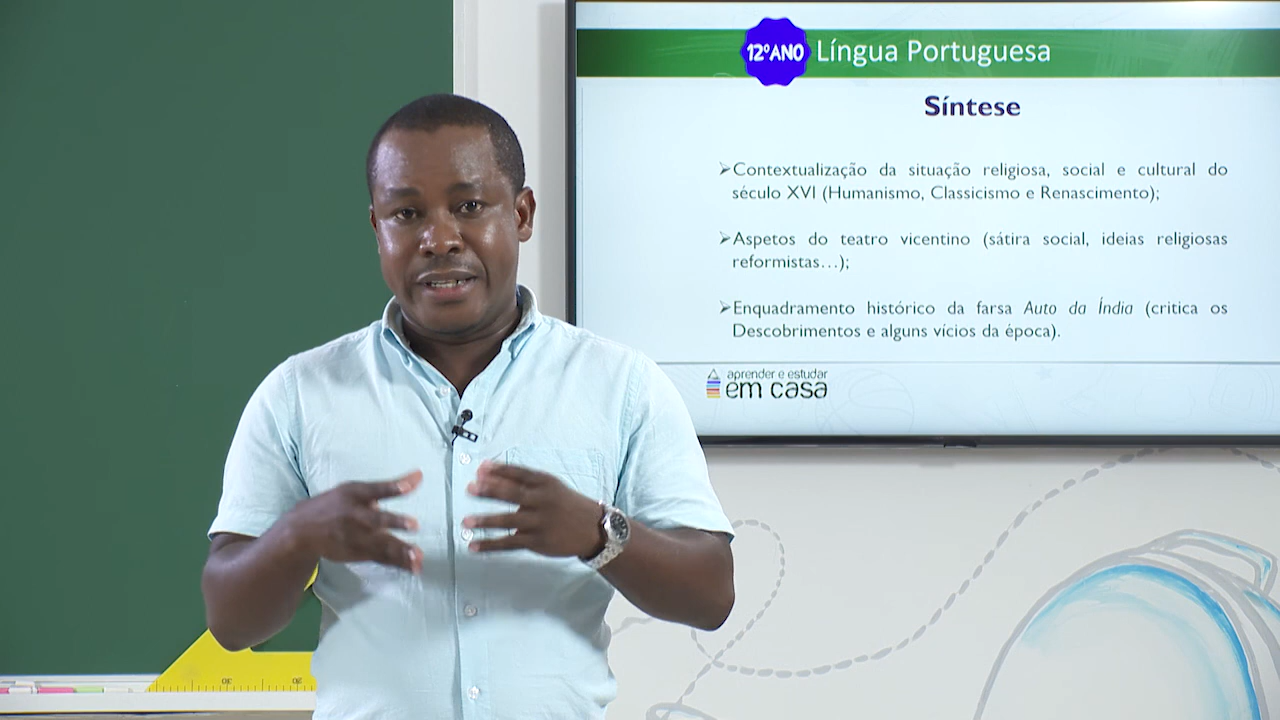 12ºANO Língua Portuguesa
Síntese
➢Contextualização da situação religiosa, social e cultural do
século XVI (Humanismo, Classicismo e Renascimento);
➢Aspetos do teatro vicentino (sátira social, ideias religiosas
reformistas…);
➢Enquadramento histórico da farsa Auto da Índia (critica os
Descobrimentos e alguns vícios da época).
aprender e estudar
em casa